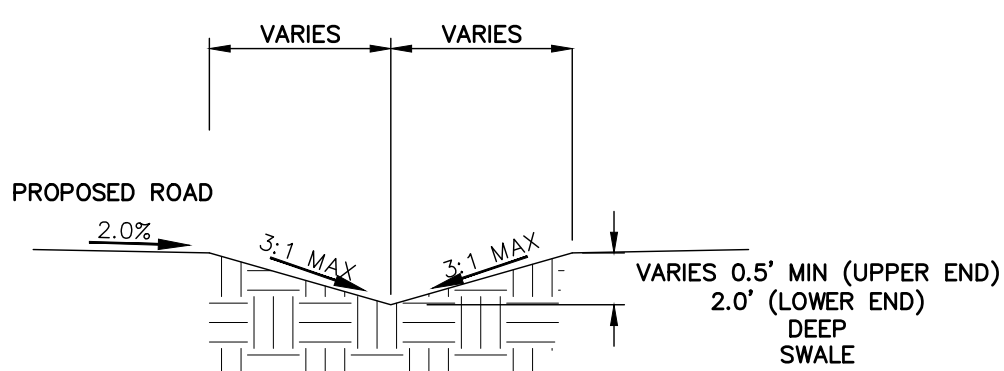 VARIES
VARIES
PROPOSED ROAD
2.0%
3:1 MAX
3:1 MAX
VARIES 0.5' MIN (UPPER END)
2.0' (LOWER END)
DEEP
SWALE